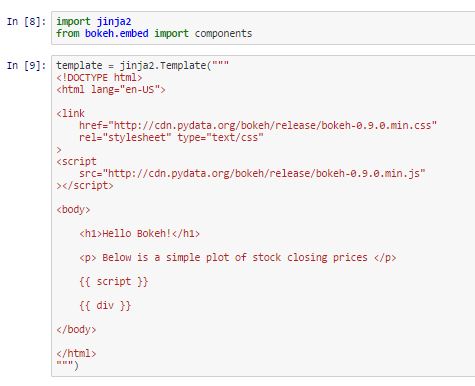 In [8]: import jinja2
from bokeh.embed import components
In [9]: template = jinja2.Template("""
<!DOCTYPE html>
<html lang="en-US">
<link
href="http://cdn.pydata.org/bokeh/release/bokeh-0.9.0.min.css"
rel="stylesheet" type="text/css"
>
<script
src="http://cdn.pydata.org/bokeh/release/bokeh-0.9.0.min.js"
></script>
<body>
<h1>Hello Bokeh!</h1>
<p> Below is a simple plot of stock closing prices </p>
{{ script }}
{{ div }}
</body>
</html>
""")